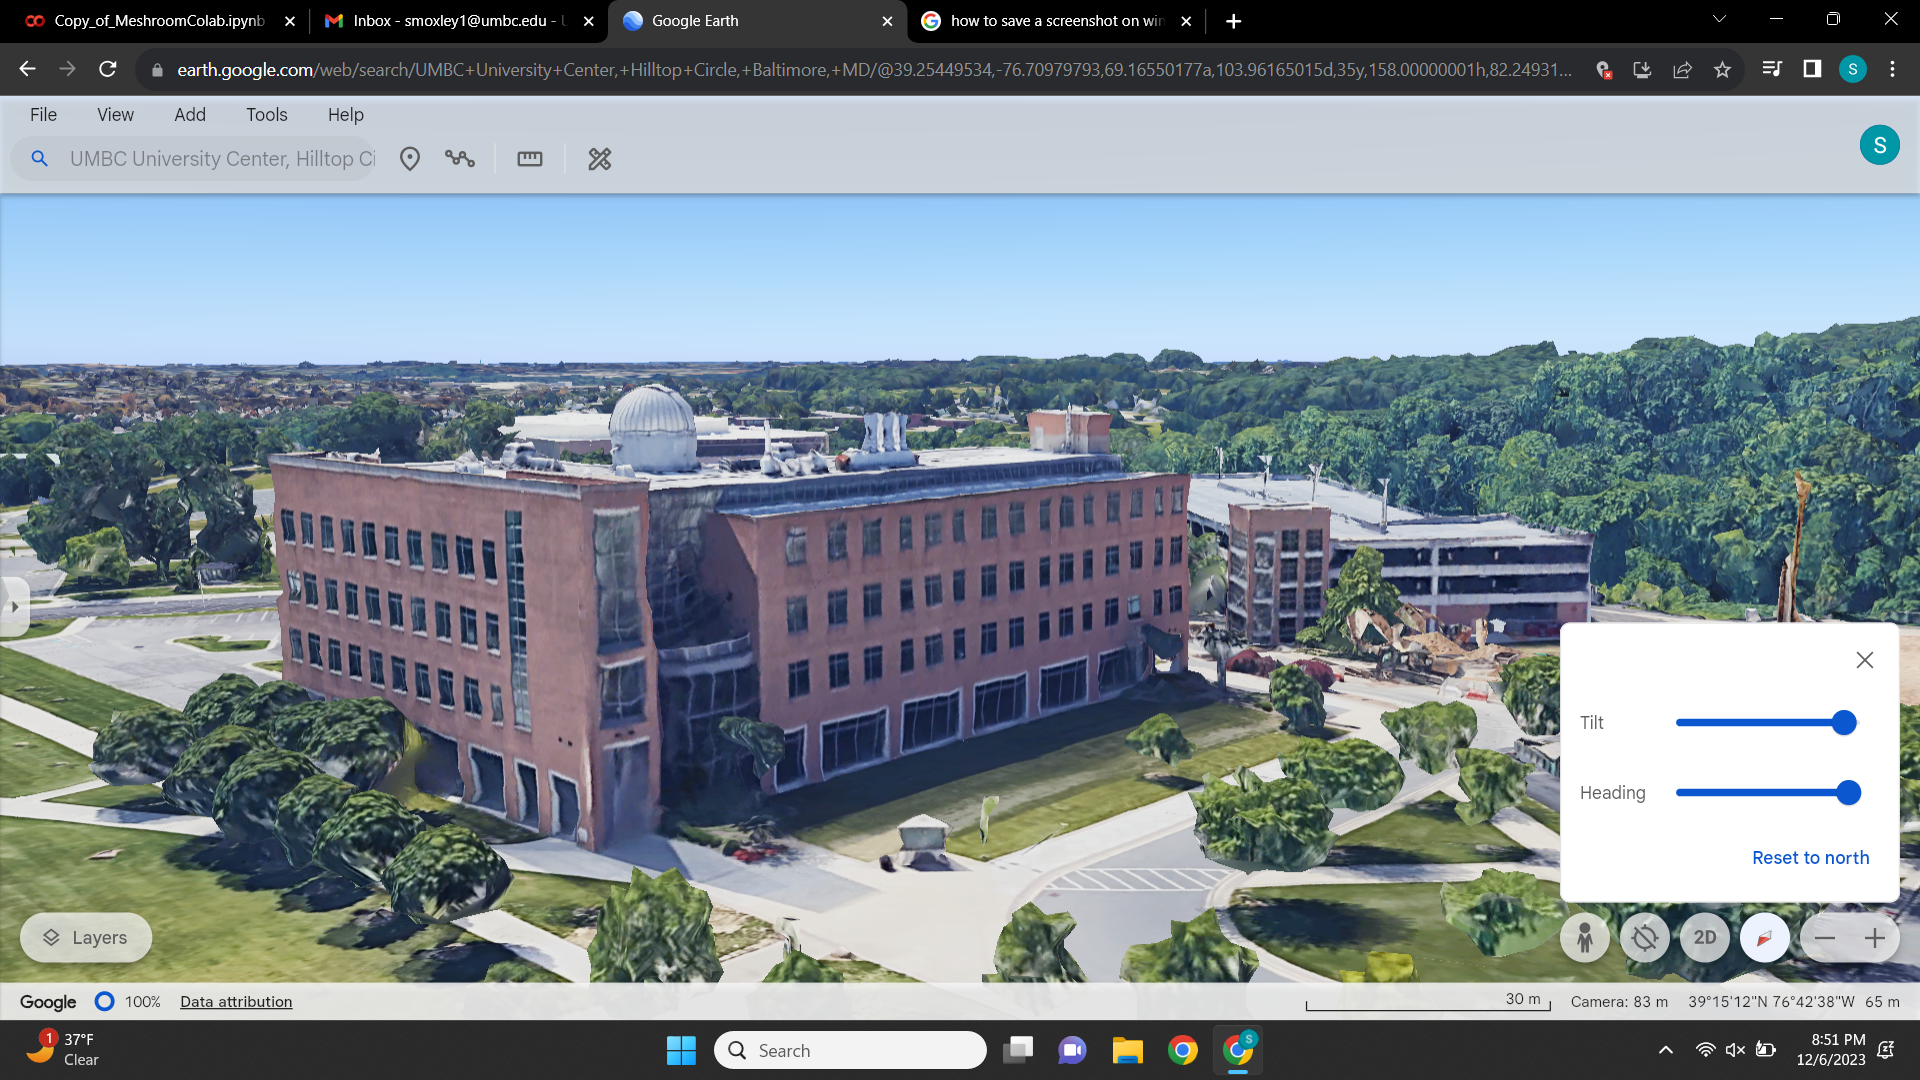 Copy_of_MeshroomColab.ipynb
Inbox - smoxley1@umbc.edu - U
Google Earth
how to save a screenshot on win
earth.google.com/web/search/UMBC+University+Center,+Hilltop+Circle,+Baltimore,+MD/@39.25449534,-76.70979793,69.16550177a,103.96165015d,35y,158.00000001h,82.24931...
S
File View Add Tools Help
UMBC University Center, Hilltop Ci
S
Tilt
Heading
Reset to north
Layers
2D
Google 100% Data attribution
30 m
Camera: 83 m 39°15'12"N 76°42'38"W 65 m
1
37°F
Clear
Search
S
8:51 PM
12/6/2023